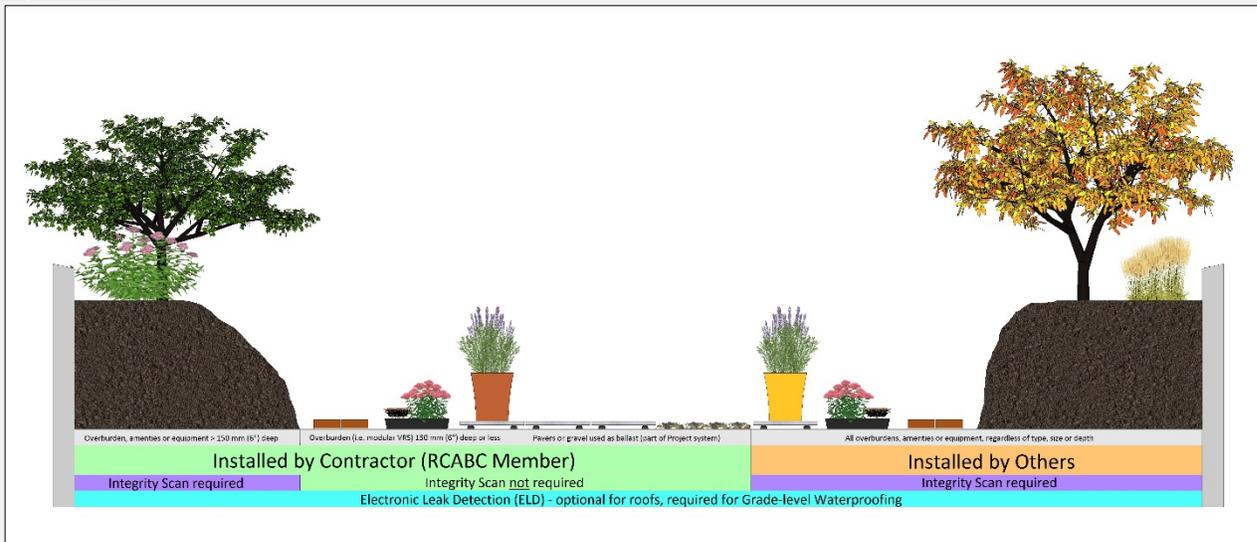 Overburden, amenties or equipment > 150 mm (6") deep
Overburden (i.e. modular VRS) 150 mm (6") deep or less
Pavers or gravel used as ballast (part of Project system)
All overburdens, amenties or equipment, regardless of type, size or depth
Installed by Contractor (RCABC Member)
Installed by Others
Integrity Scan required
Integrity Scan not required
Integrity Scan required
Electronic Leak Detection (ELD) - optional for roofs, required for Grade-level Waterproofing